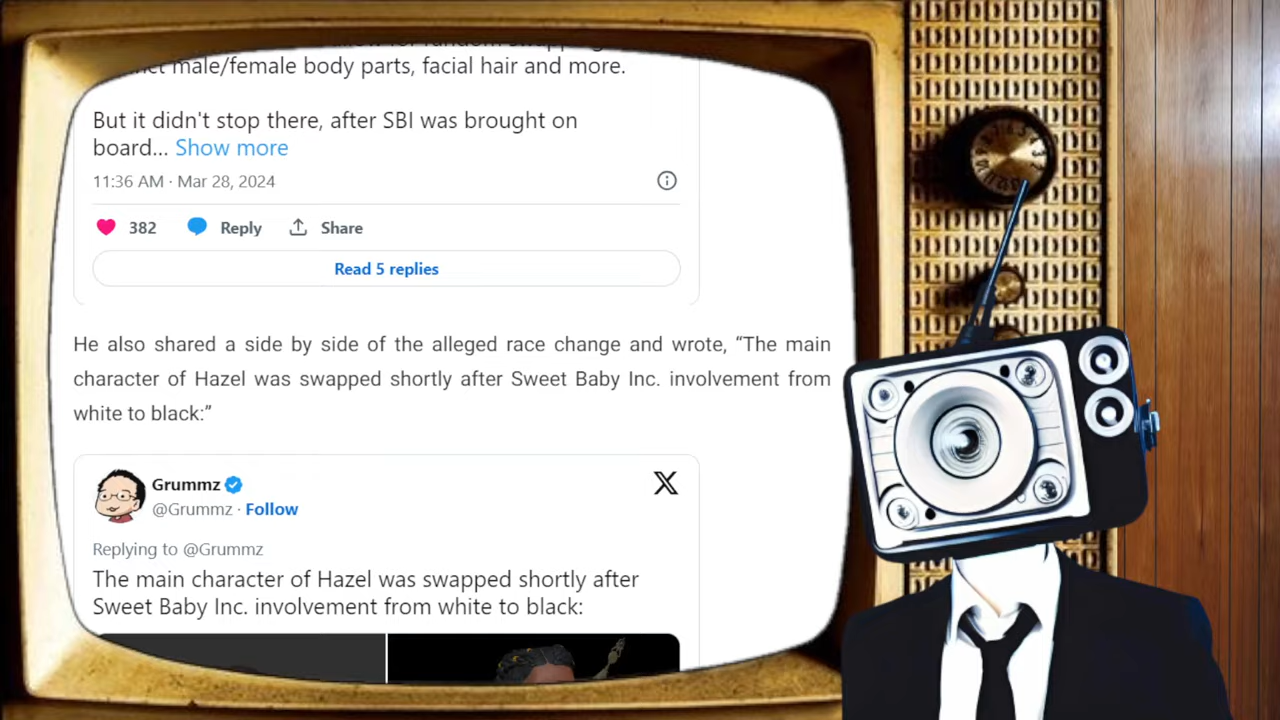 male/female body parts, facial hair and more.
But it didn't stop there, after SBI was brought on
board... Show more
11:36 AM · Mar 28, 2024
382 Reply Share
Read 5 replies
He also shared a side by side of the alleged race change and wrote, “The main
character of Hazel was swapped shortly after Sweet Baby Inc. involvement from
white to black:”
Grummz
@Grummz · Follow
Replying to @Grummz
The main character of Hazel was swapped shortly after
Sweet Baby Inc. involvement from white to black: